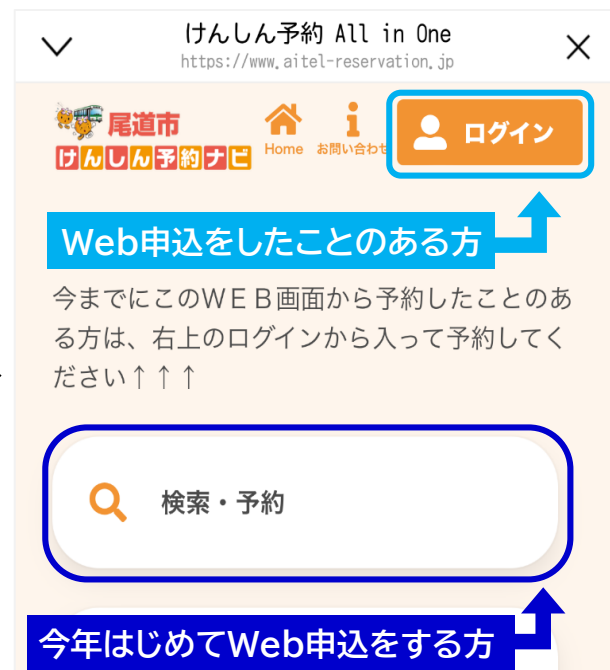 けんしん予約 All in One
https://www.aitel-reservation.jp
尾道市
けんしん予約ナビ
Home
お問い合わせ
ログイン
Web申込をしたことのある方
今までにこのWEB画面から予約したことのあ
る方は、右上のログインから入って予約してく
ださい↑↑↑
検索・予約
今年はじめてWeb申込をする方